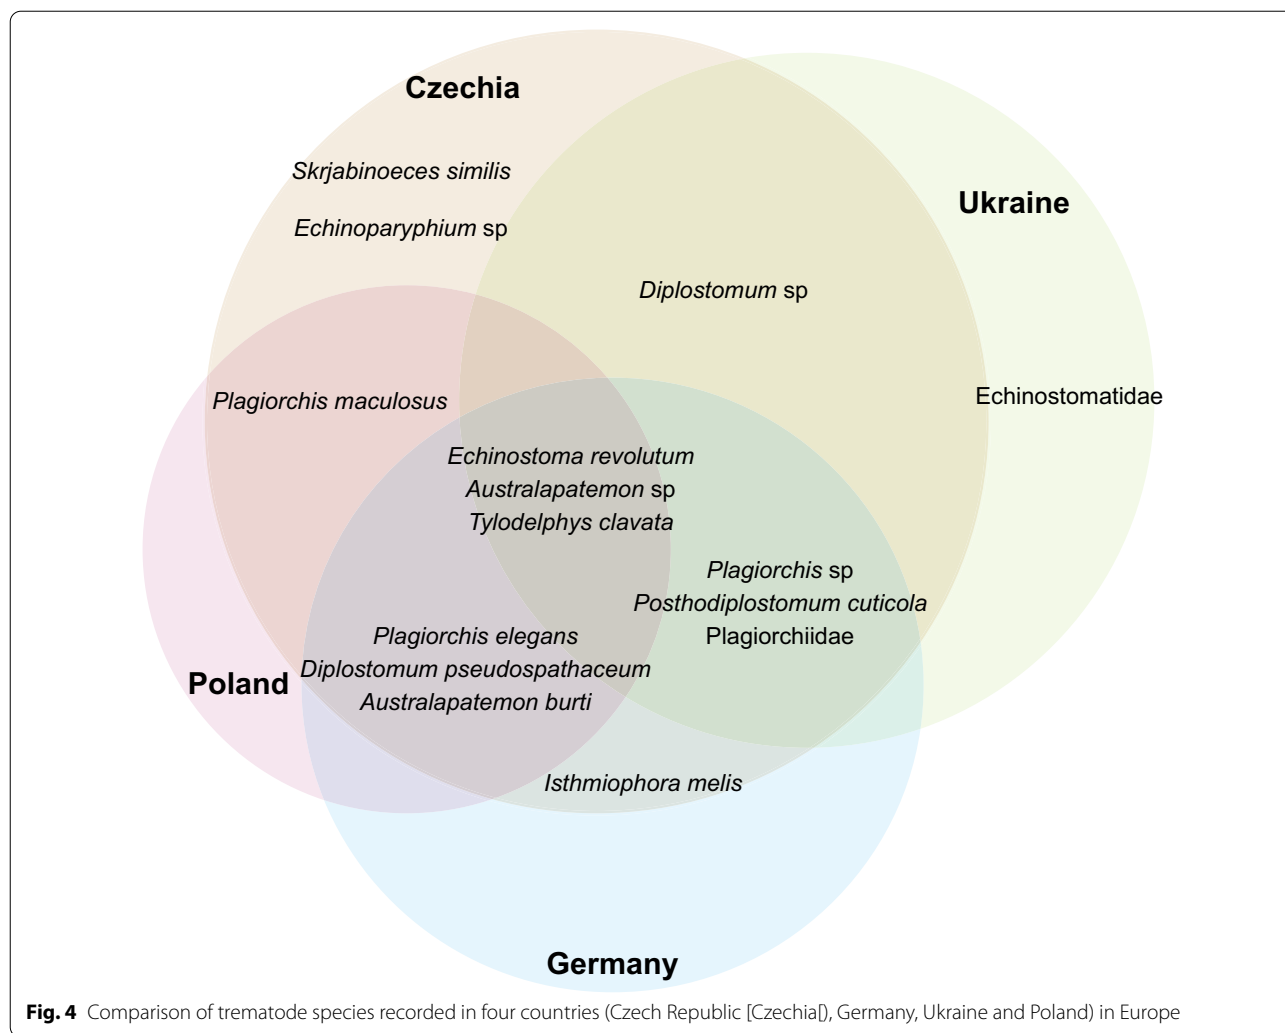 Czechia
Skrjabinoeces similis
Ukraine
Echinoparyphium sp
Diplostomum sp
Plagiorchis maculosus
Echinostomatidae
Echinostoma revolutum
Australapatemon sp
Tylodelphys clavata
Plagiorchis sp
Posthodiplostomum cuticola
Plagiorchiidae
Plagiorchis elegans
Diplostomum pseudospathaceum
Australapatemon burti
Poland
Isthmiophora melis
Germany
Fig. 4 Comparison of trematode species recorded in four countries (Czech Republic [Czechia[), Germany, Ukraine and Poland) in Europe